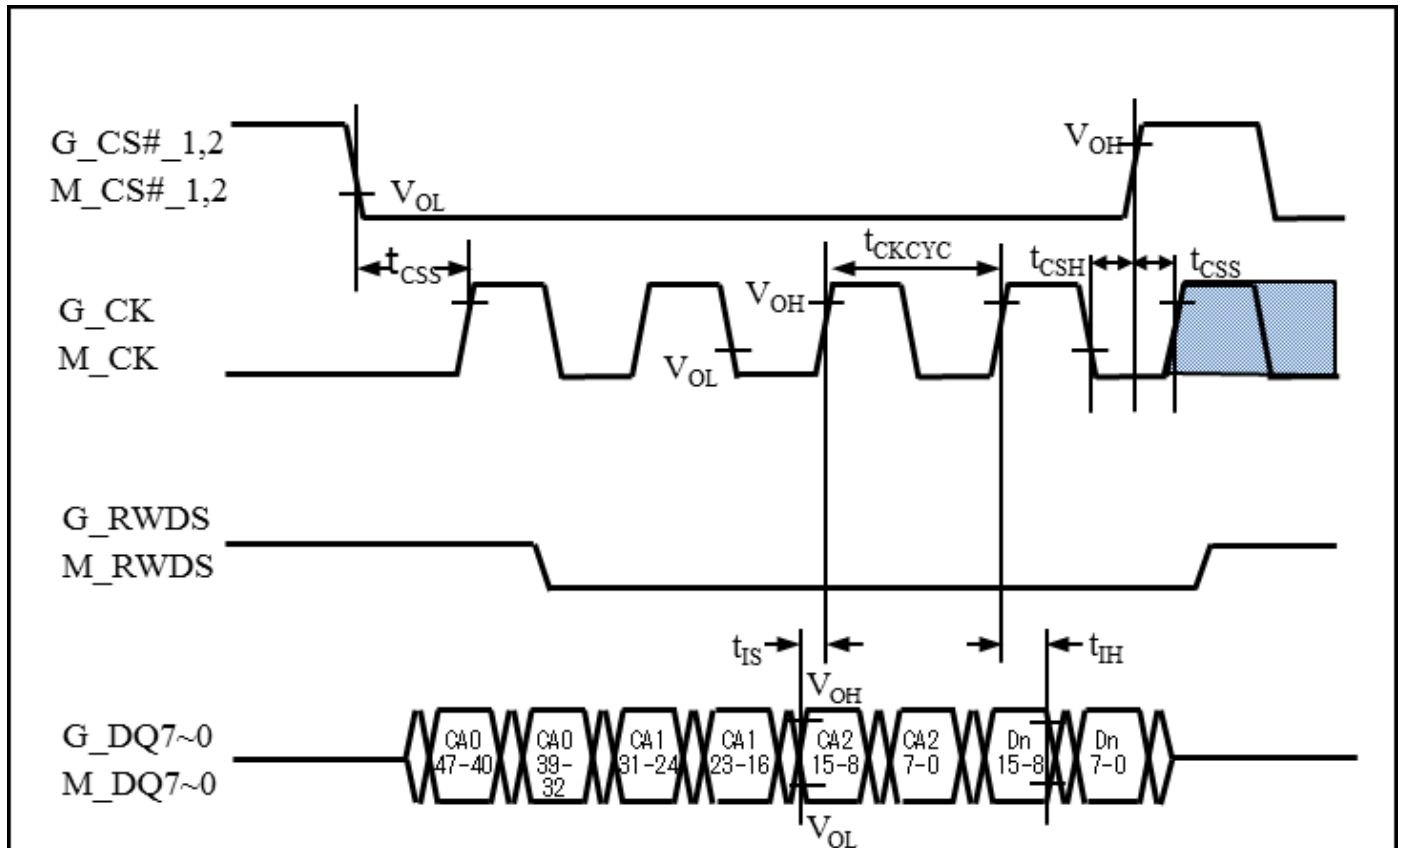 G_CS#_1,2
M_CS#_1,2
VOL
VOH
tCSS
tCKCYC
tCSH
tCSS
G_CK
M_CK
VOH
VOL
G_RWDS
M_RWDS
tIS
tIH
VOH
G_DQ7~0
M_DQ7~0
CA0
47-40
CA0
39-
32
CA1
31-24
CA1
23-16
CA2
15-8
CA2
7-0
Dn
15-8
Dn
7-0
VOL